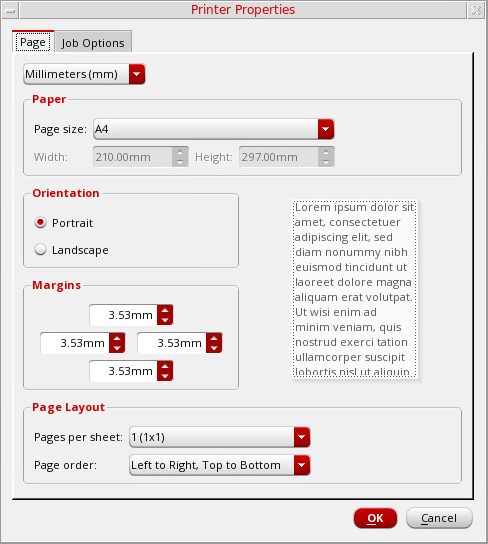 Printer Properties
Page
Job Options
Millimeters (mm)
Paper
Page size:
A4
Width:
210.00mm
Height:
297.00mm
Orientation
Portrait
Landscape
Lorem ipsum dolor sit
amet, consectetuer
adipiscing elit, sed
diam nonummy nibh
euismod tincidunt ut
laoreet dolore magna
aliquam erat volutpat.
Ut wisi enim ad
minim veniam, quis
nostrud exerci tation
ullamcorper suscipit
lobortis nisl ut aliquip
Margins
3.53mm
3.53mm
3.53mm
3.53mm
Page Layout
Pages per sheet:
1 (1x1)
Page order:
Left to Right, Top to Bottom
OK
Cancel